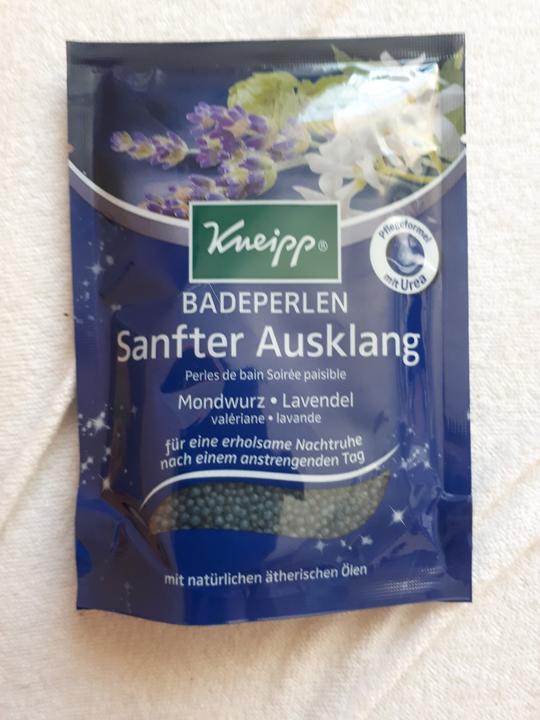 Kneipp®
Pflegeformel
mit Urea
BADEPERLEN
Sanfter Ausklang
Perles de bain Soirée paisible
Mondwurz • Lavendel
valériane • lavande
für eine erholsame Nachtruhe
nach einem anstrengenden Tag
mit natürlichen ätherischen Ölen